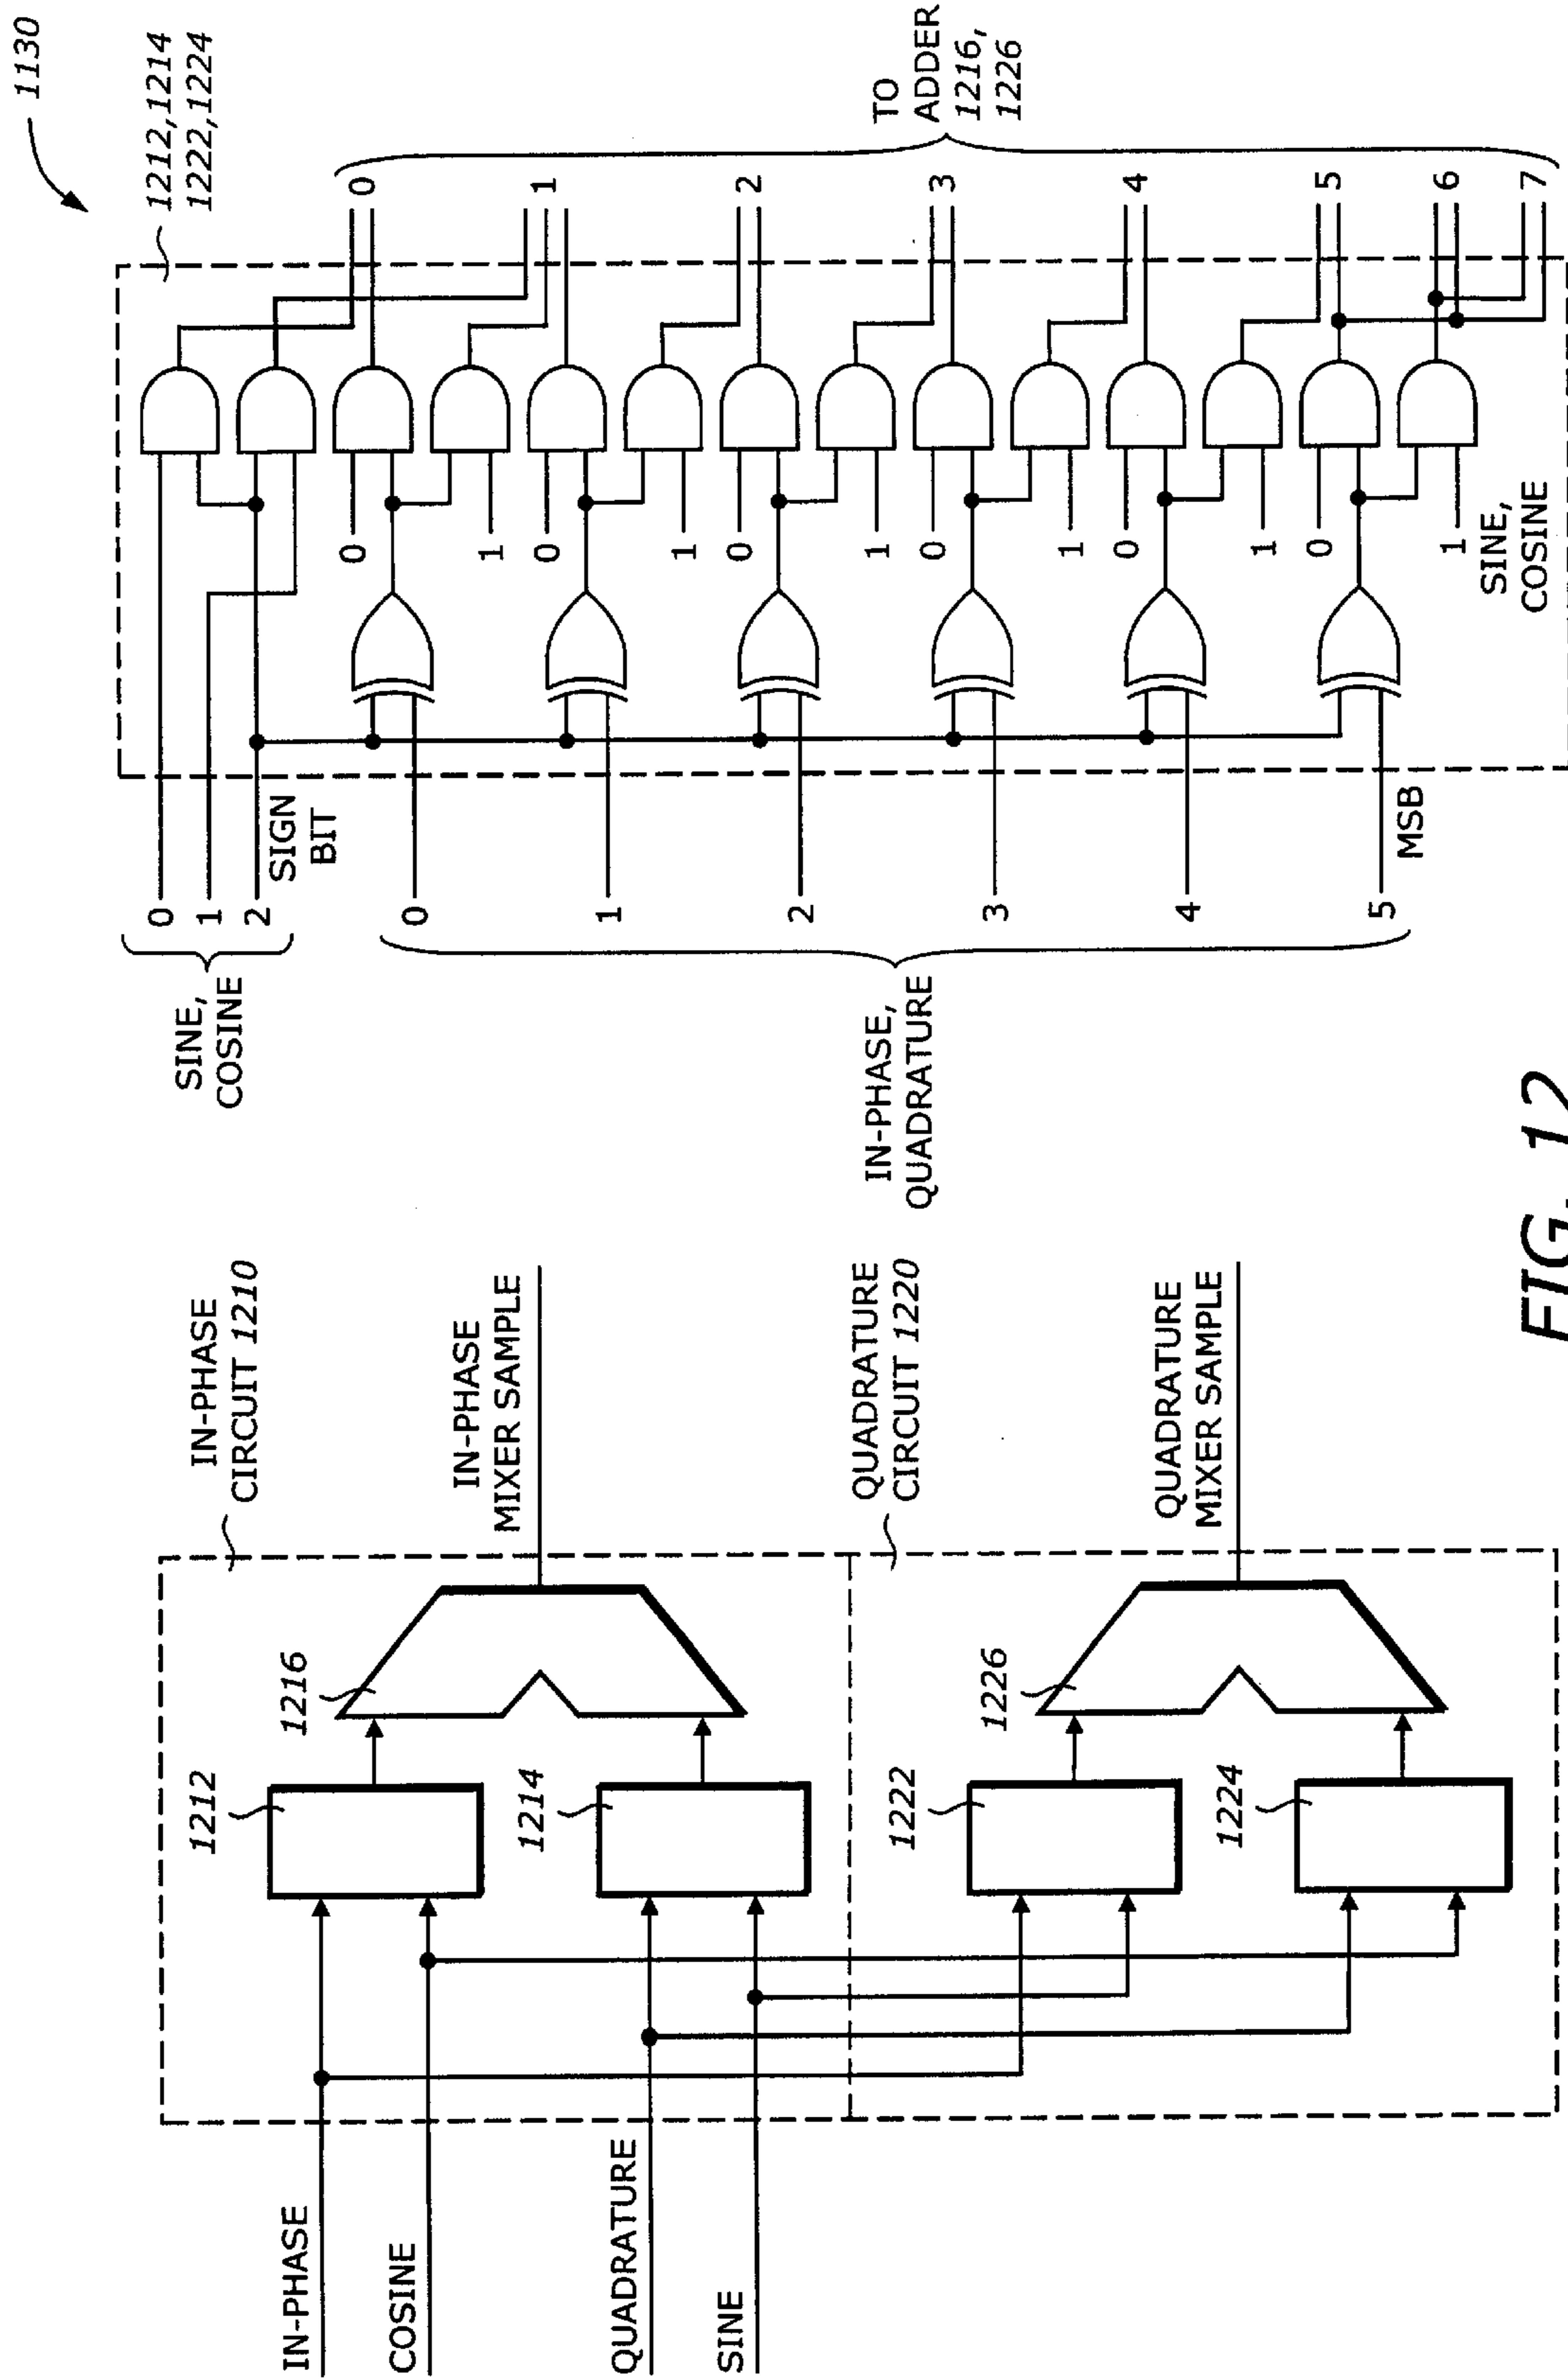 1130
IN-PHASE
CIRCUIT 1210
1212
1216
1214
IN-PHASE
COSINE
QUADRATURE
SINE
IN-PHASE
MIXER SAMPLE
QUADRATURE
CIRCUIT 1220
1222
1226
1224
QUADRATURE
MIXER SAMPLE
SINE,
COSINE
0
1
2
SIGN
BIT
IN-PHASE,
QUADRATURE
0
1
2
3
4
5
MSB
0
1
0
1
0
1
0
1
0
1
0
1
SINE,
COSINE
1212,1214
1222,1224
0
1
2
3
4
5
6
7
TO
ADDER
1216,
1226
FIG. 12